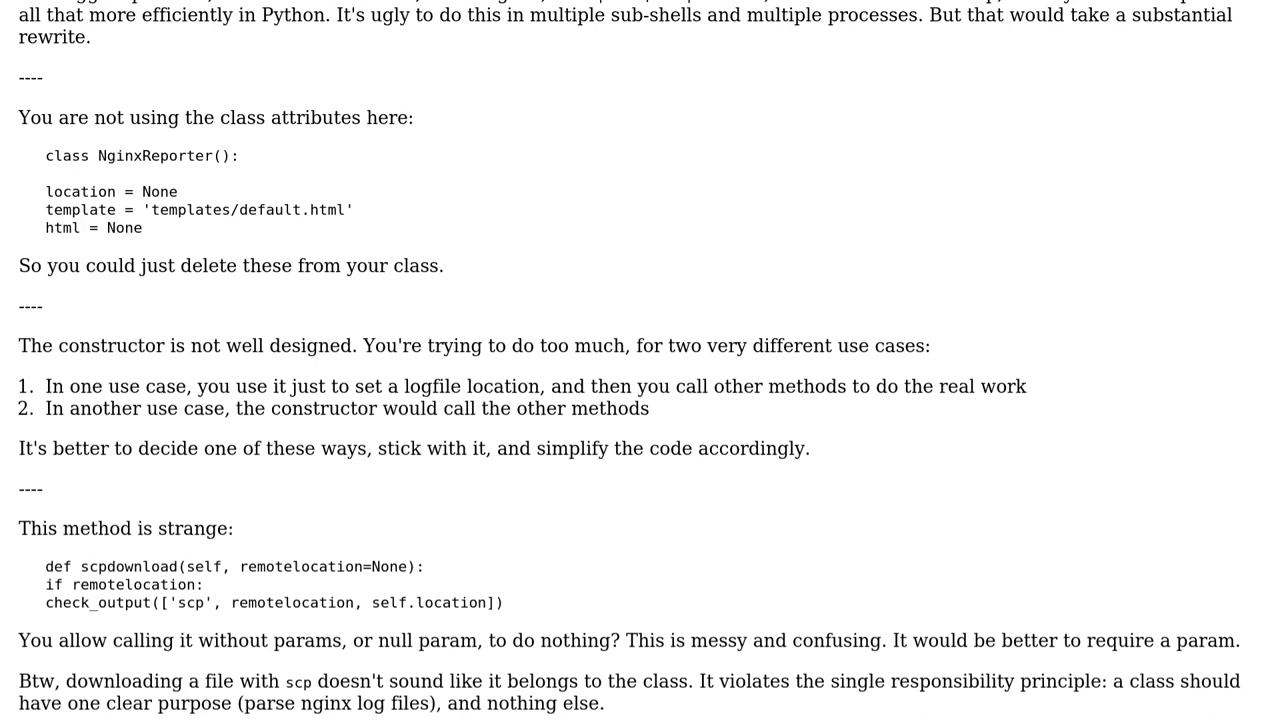 all that more efficiently in Python. It's ugly to do this in multiple sub-shells and multiple processes. But that would take a substantial
rewrite.
----
You are not using the class attributes here:
class NginxReporter():
location = None
template = 'templates/default.html'
html = None
So you could just delete these from your class.
----
The constructor is not well designed. You're trying to do too much, for two very different use cases:
1. In one use case, you use it just to set a logfile location, and then you call other methods to do the real work
2. In another use case, the constructor would call the other methods
It's better to decide one of these ways, stick with it, and simplify the code accordingly.
----
This method is strange:
def scpdownload(self, remotelocation=None):
if remotelocation:
check_output(['scp', remotelocation, self.location])
You allow calling it without params, or null param, to do nothing? This is messy and confusing. It would be better to require a param.
Btw, downloading a file with scp doesn't sound like it belongs to the class. It violates the single responsibility principle: a class should
have one clear purpose (parse nginx log files), and nothing else.